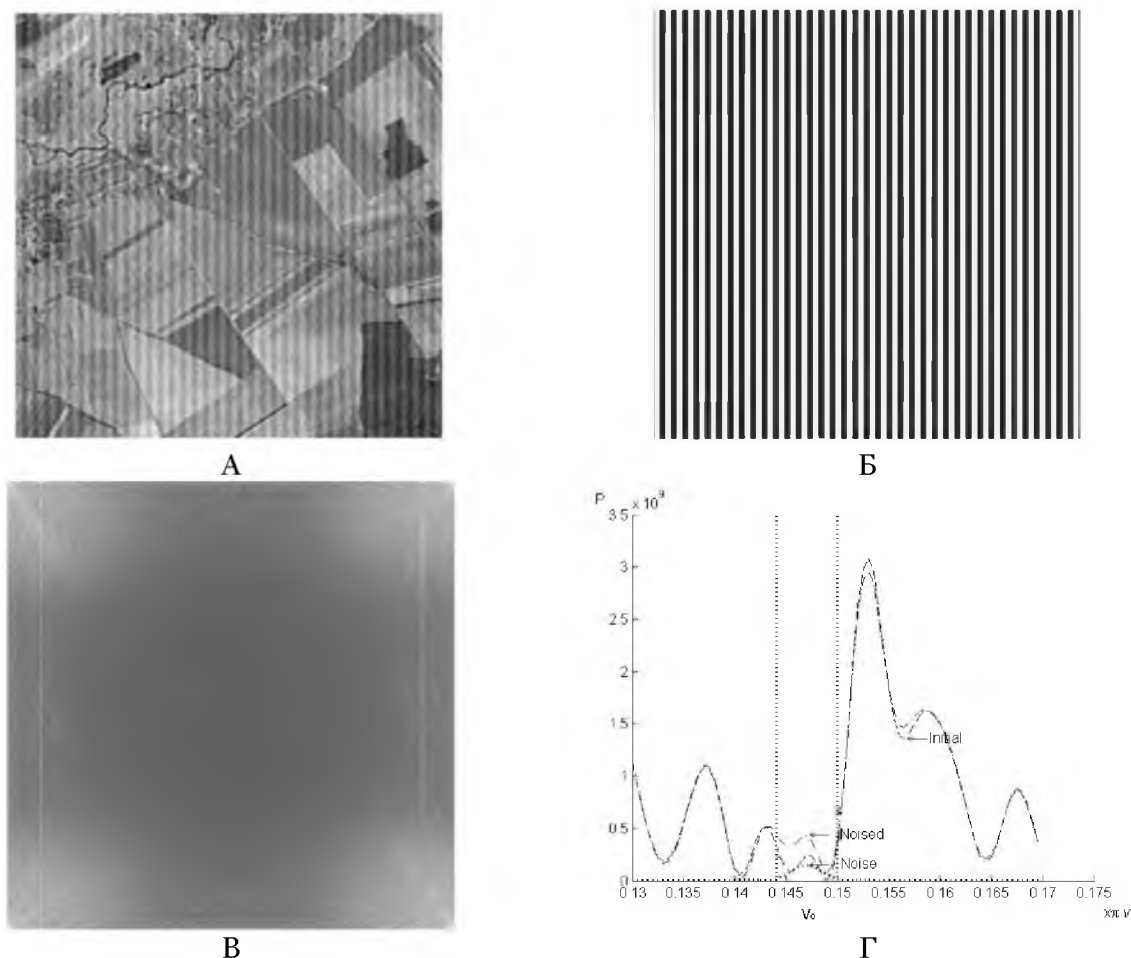 А
Б
В
P x 10⁹
3.5
3
2.5
2
1.5
1
0.5
0
Initial
Noised
Noise
0.13 0.135 0.14 0.145 0.15 0.155 0.16 0.165 0.17 0.175
V₀
xπ V
Г